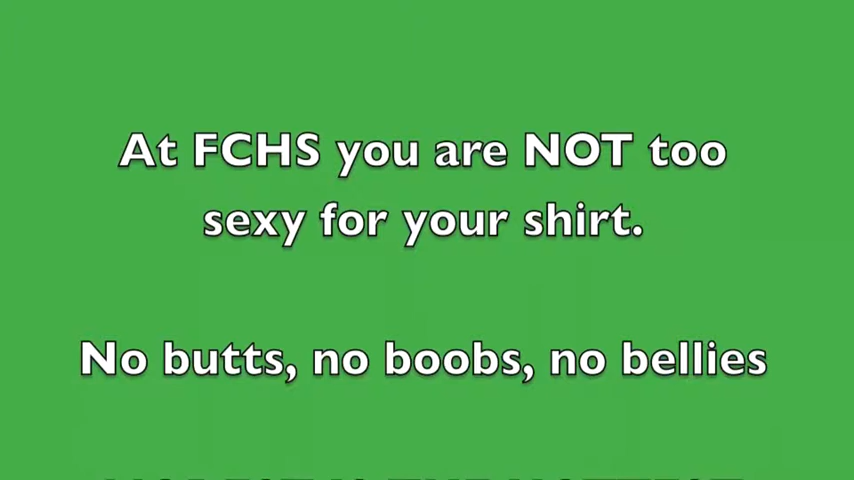 At FCHS you are NOT too
sexy for your shirt.
No butts, no boobs, no bellies